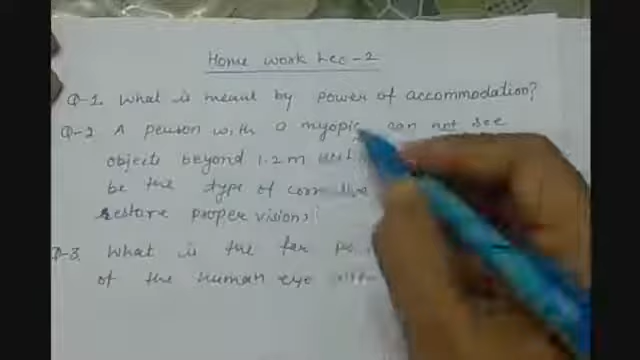 Home work Lec-2
Q-1. What is meant by power of accommodation?
Q-2 A person with a myopic can not see
objects beyond 1.2 m
be the type of
restore proper vision?
Q-3. What is the far
of the human eye